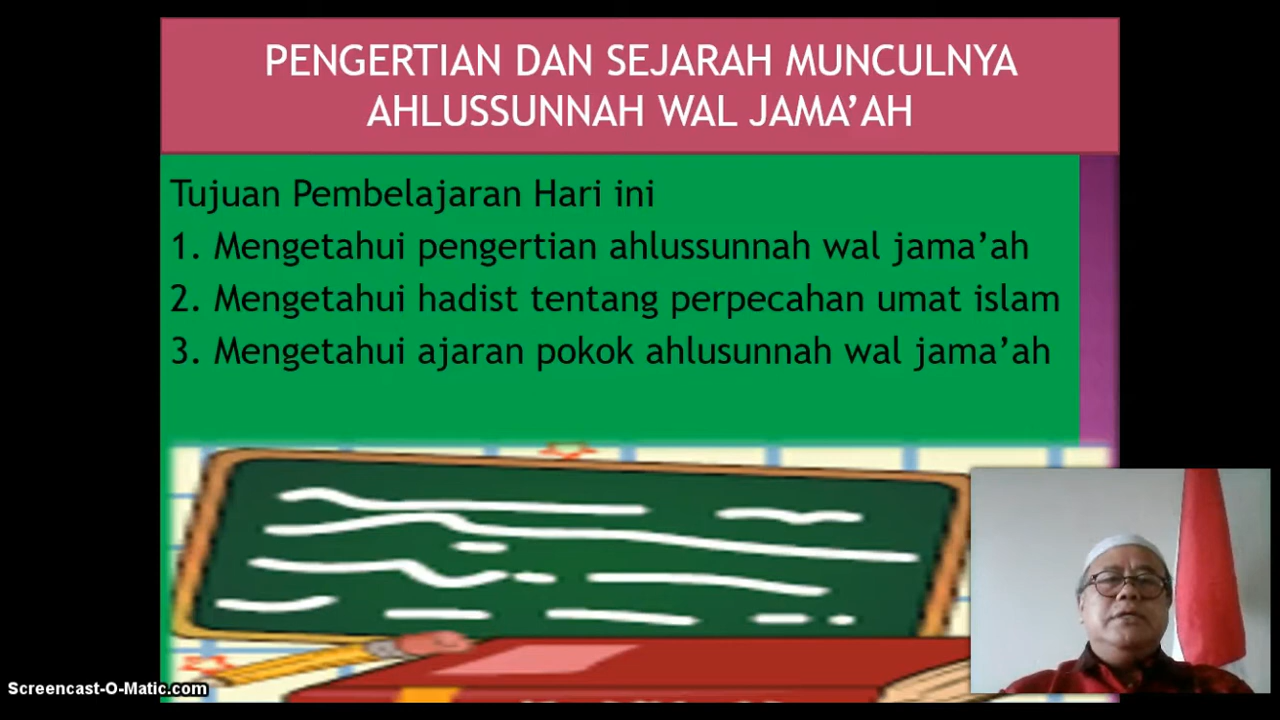 PENGERTIAN DAN SEJARAH MUNCULNYA
AHLUSSUNNAH WAL JAMA’AH
Tujuan Pembelajaran Hari ini
1. Mengetahui pengertian ahlussunnah wal jama’ah
2. Mengetahui hadist tentang perpecahan umat islam
3. Mengetahui ajaran pokok ahlusunnah wal jama’ah
Screencast-O-Matic.com